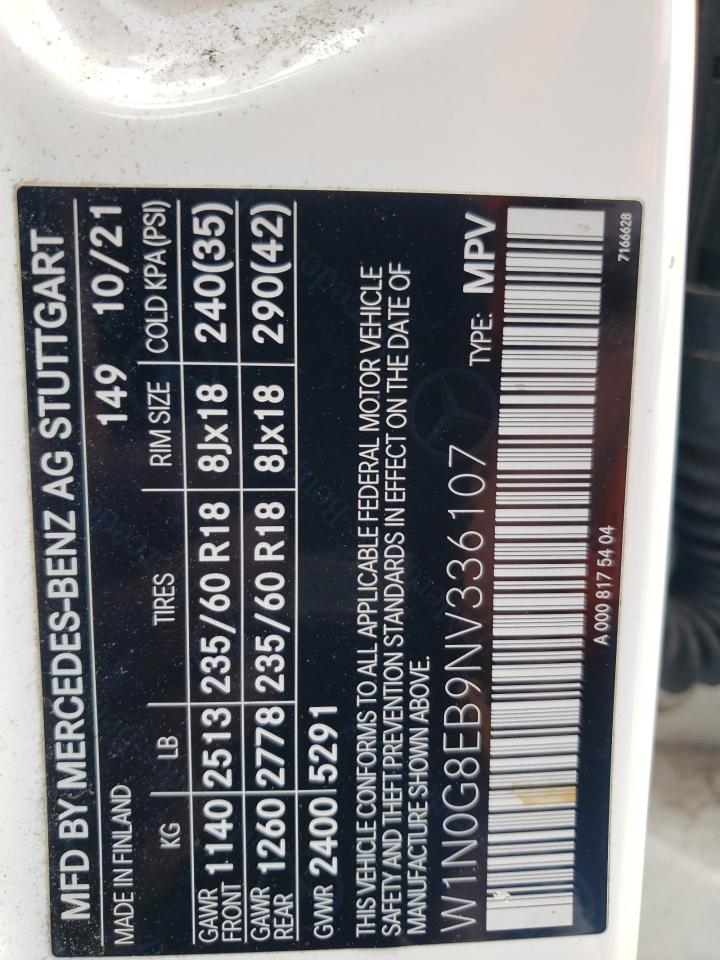 MFD BY MERCEDES-BENZ AG STUTTGART
MADE IN FINLAND 149 10/21
KG LB TIRES RIM SIZE COLD KPA (PSI)
GAWR FRONT 1140 2513 235/60 R18 8Jx18 240(35)
GAWR REAR 1260 2778 235/60 R18 8Jx18 290(42)
GVWR 2400 5291
THIS VEHICLE CONFORMS TO ALL APPLICABLE FEDERAL MOTOR VEHICLE
SAFETY AND THEFT PREVENTION STANDARDS IN EFFECT ON THE DATE OF
MANUFACTURE SHOWN ABOVE.
W1N0G8EB9NV336107 TYPE: MPV
A 000 817 54 04 7166628